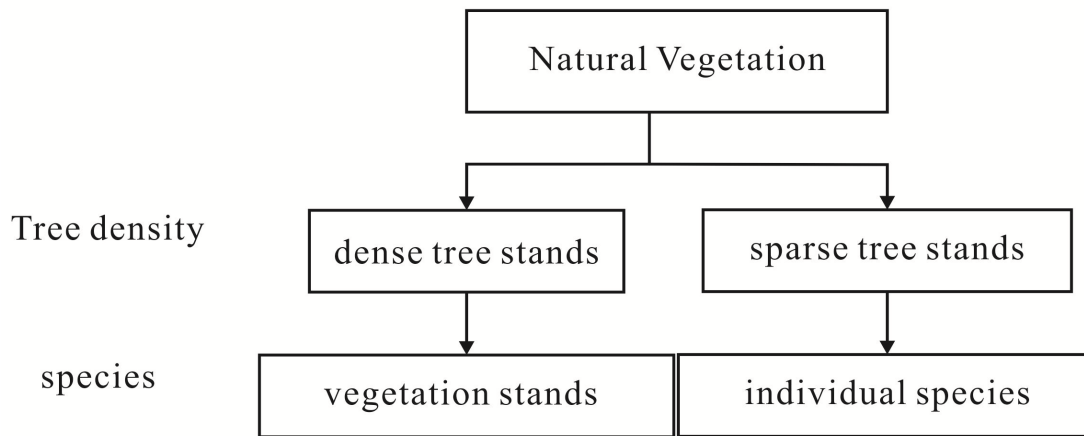 Natural Vegetation
Tree density
dense tree stands
sparse tree stands
species
vegetation stands
individual species